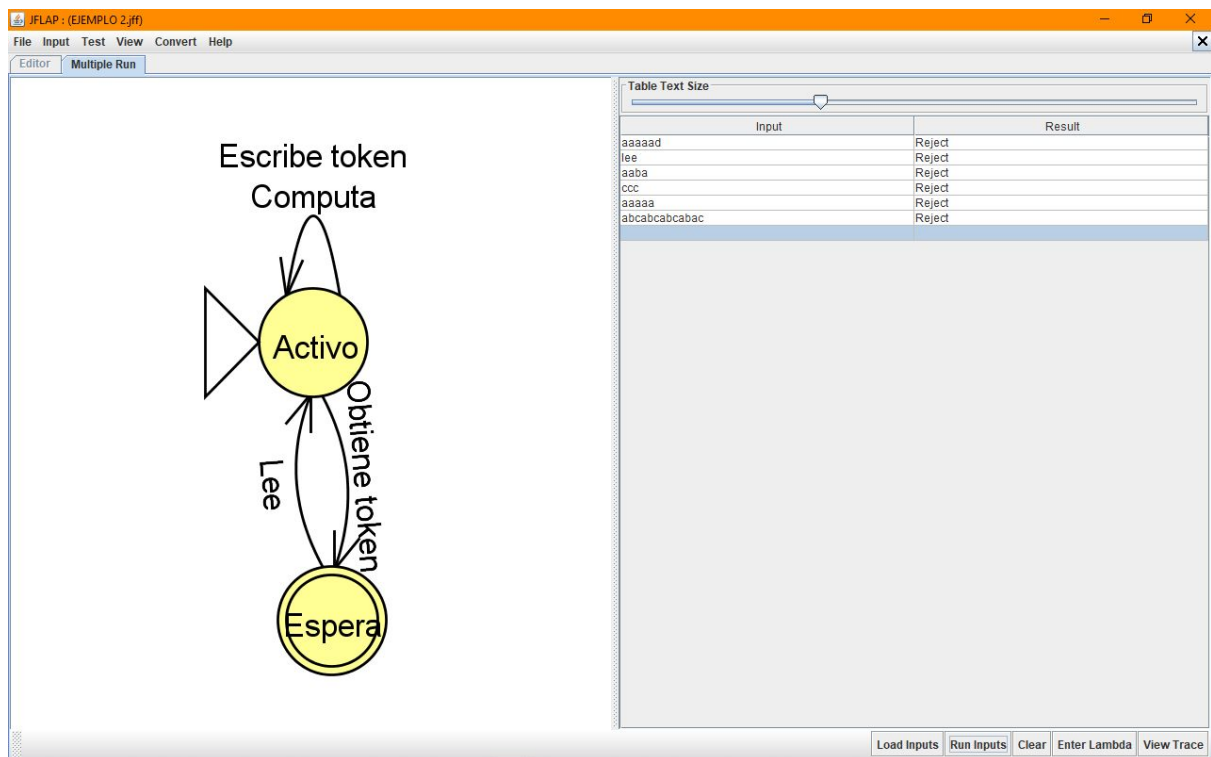 JFLAP : (EJEMPLO 2.jff)
File Input Test View Convert Help
Editor Multiple Run
Escribe token
Computa
Activo
Obtiene token
Lee
Espera
Table Text Size
Input Result
aaaaad Reject
lee Reject
aaba Reject
ccc Reject
aaaaa Reject
abcabcabcabac Reject
Load Inputs Run Inputs Clear Enter Lambda View Trace